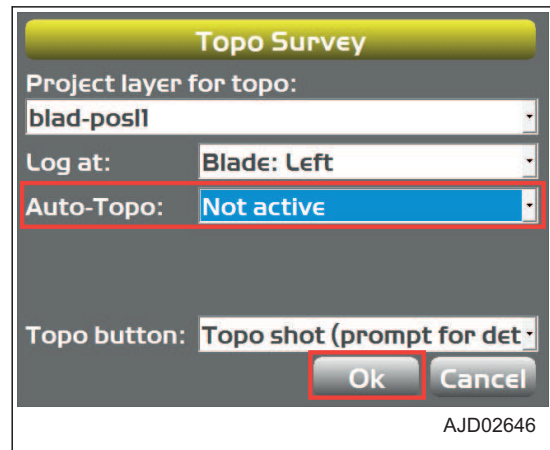 Topo Survey
Project layer for topo:
blad-posl1
Log at: Blade: Left
Auto-Topo: Not active
Topo button: Topo shot (prompt for det
Ok Cancel
AJD02646